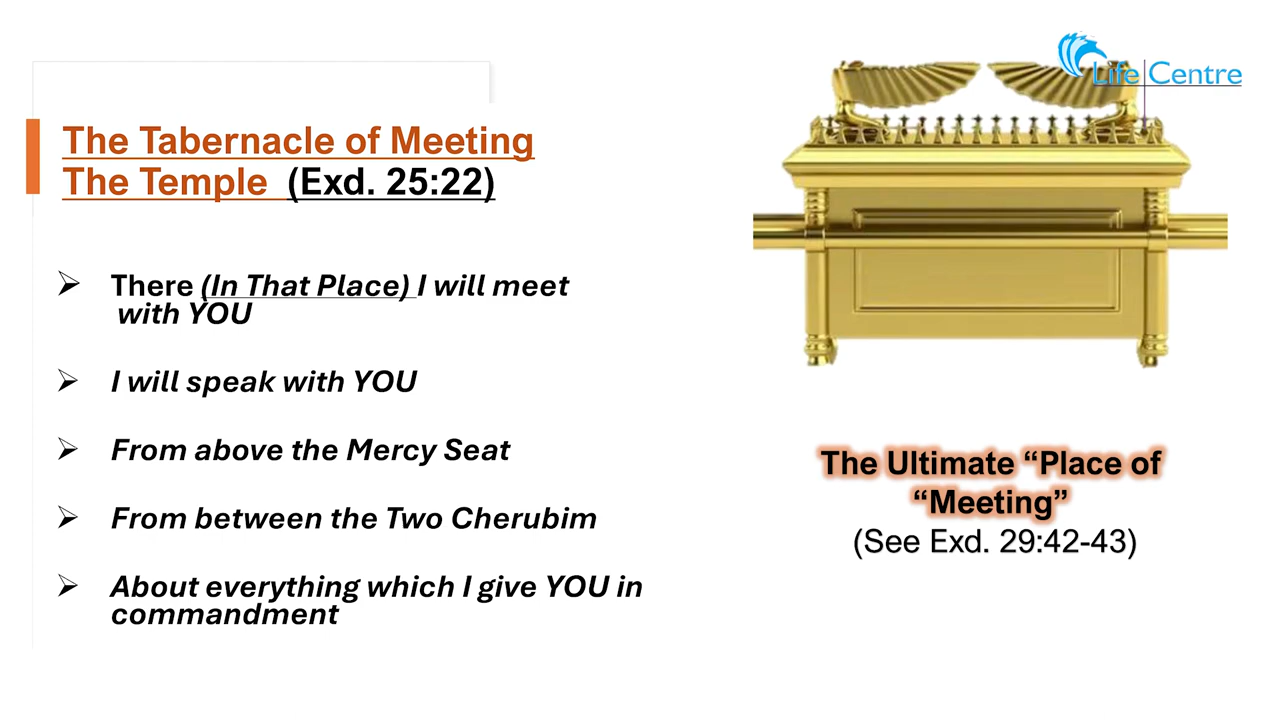 Life Centre
The Tabernacle of Meeting
The Temple (Exd. 25:22)
➢ There (In That Place) I will meet
with YOU
➢ I will speak with YOU
➢ From above the Mercy Seat
➢ From between the Two Cherubim
➢ About everything which I give YOU in
commandment
The Ultimate “Place of
“Meeting”
(See Exd. 29:42-43)